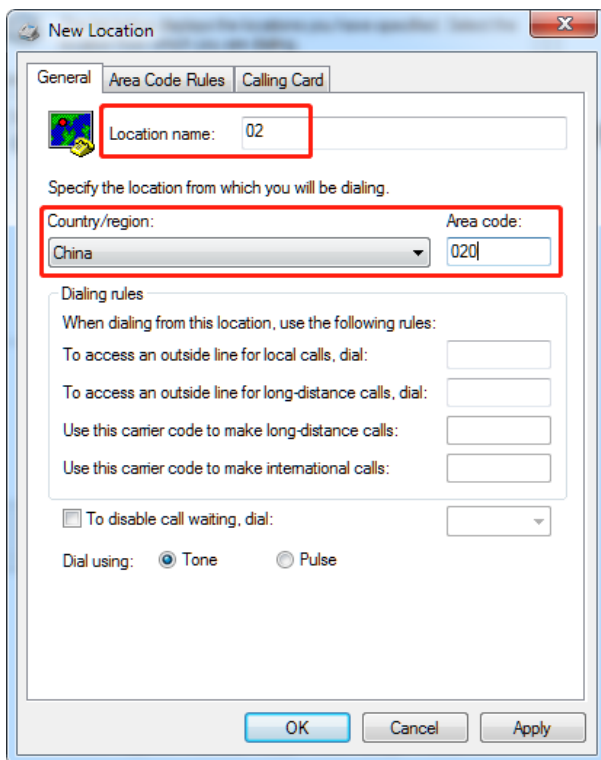 New Location
General Area Code Rules Calling Card
Location name: 02
Specify the location from which you will be dialing.
Country/region: Area code:
China 020
Dialing rules
When dialing from this location, use the following rules:
To access an outside line for local calls, dial:
To access an outside line for long-distance calls, dial:
Use this carrier code to make long-distance calls:
Use this carrier code to make international calls:
To disable call waiting, dial:
Dial using: Tone Pulse
OK Cancel Apply